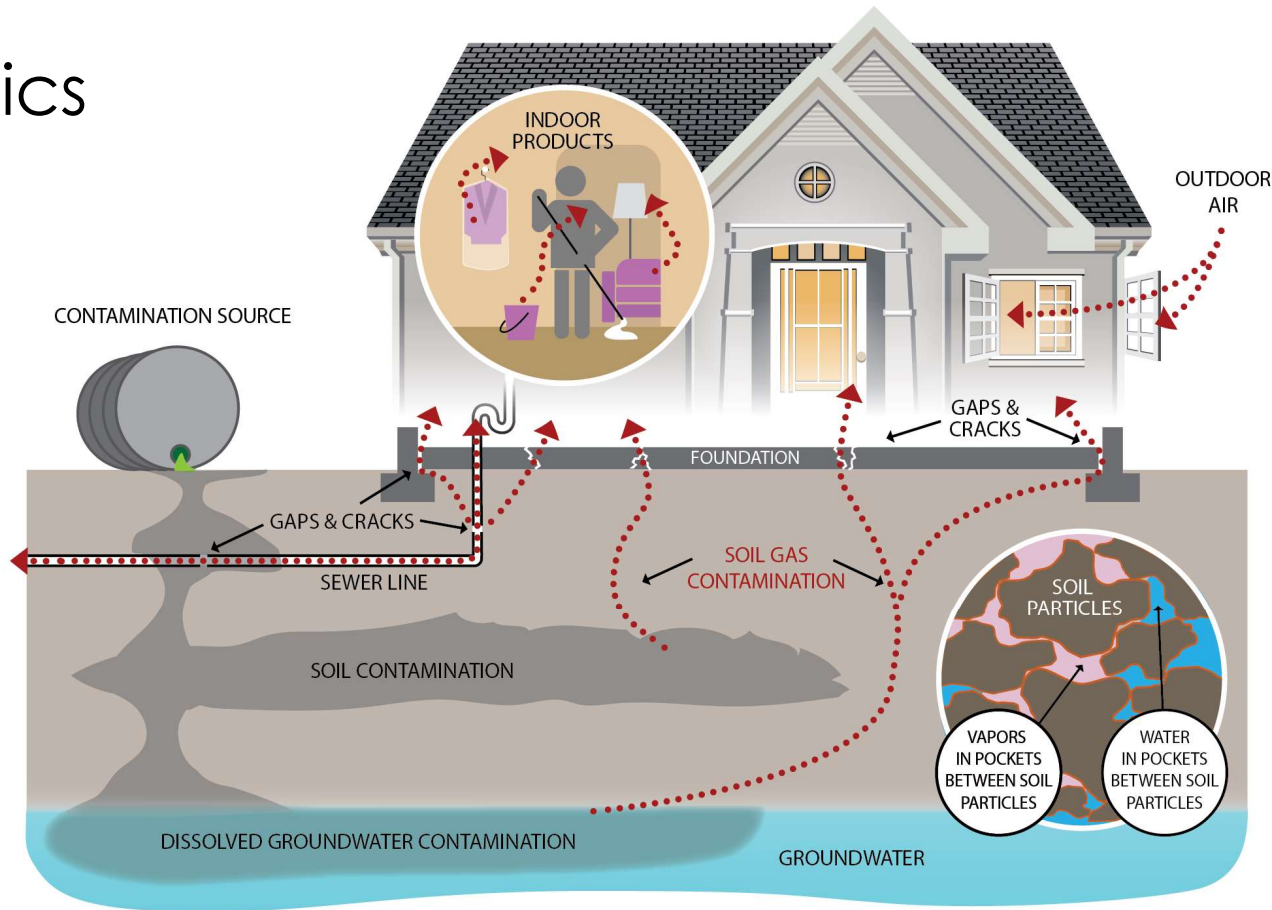 ics
INDOOR
PRODUCTS
OUTDOOR
AIR
CONTAMINATION SOURCE
GAPS &
CRACKS
FOUNDATION
GAPS & CRACKS
SEWER LINE
SOIL GAS
CONTAMINATION
SOIL
PARTICLES
SOIL CONTAMINATION
VAPORS
IN POCKETS
BETWEEN SOIL
PARTICLES
WATER
IN POCKETS
BETWEEN SOIL
PARTICLES
DISSOLVED GROUNDWATER CONTAMINATION
GROUNDWATER